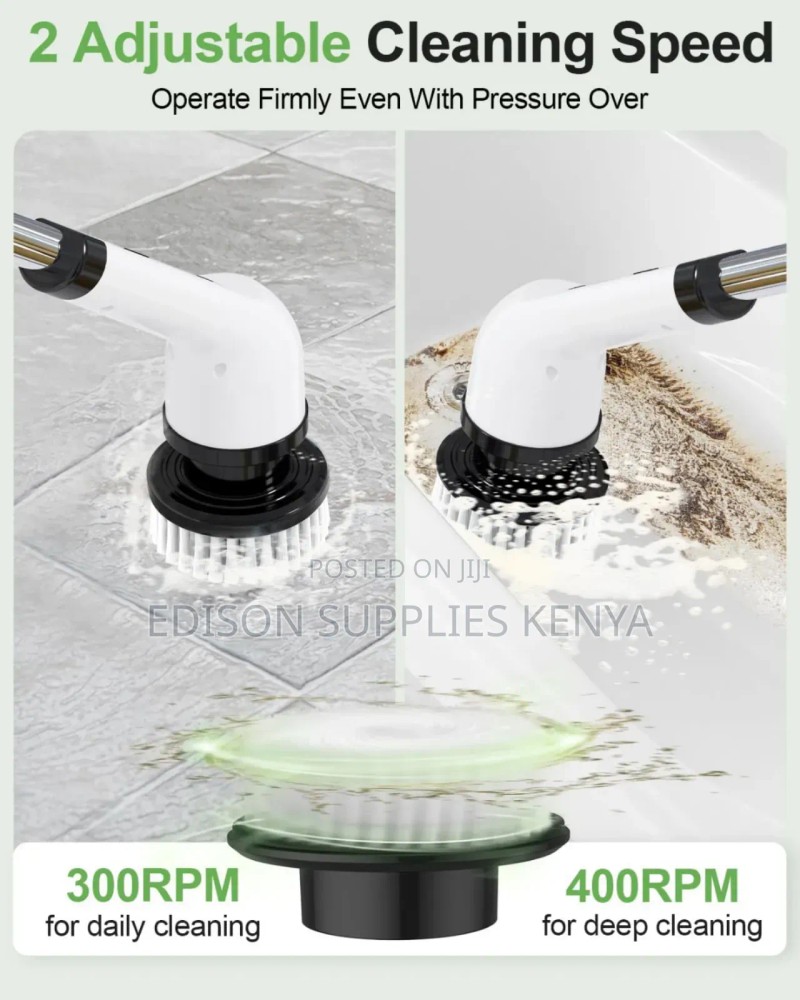 2 Adjustable Cleaning Speed
Operate Firmly Even With Pressure Over
POSTED ON JIJI
EDISON SUPPLIES KENYA
300RPM
for daily cleaning
400RPM
for deep cleaning